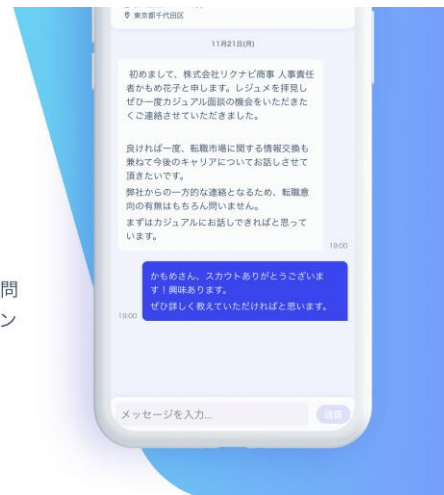 東京都千代田区
11月21日(月)
初めまして、株式会社リクナビ商事 人事責任
者かもめ花子と申します。レジュメを拝見し
ぜひ一度カジュアル面談の機会をいただきた
くご連絡させていただきました。
良ければ一度、転職市場に関する情報交換も
兼ねて今後のキャリアについてお話しさせて
頂きたいです。
弊社からの一方的な連絡となるため、転職意
向の有無はもちろん問いません。
まずはカジュアルにお話しできればと思って
います。
19:00
かもめさん、スカウトありがとうございま
す！興味あります。
ぜひ詳しく教えていただければと思います。
19:00
問
ン
メッセージを入力...
送信